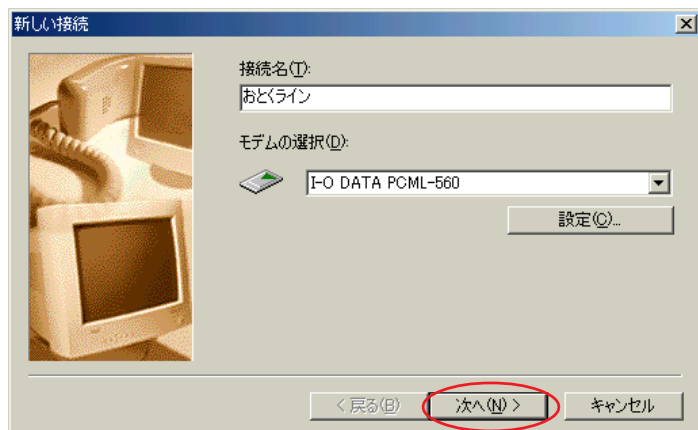 新しい接続
接続名(T):
おとくライン
モデムの選択(D):
I-O DATA PCML-560
設定(C)...
< 戻る(B)
次へ(N) >
キャンセル